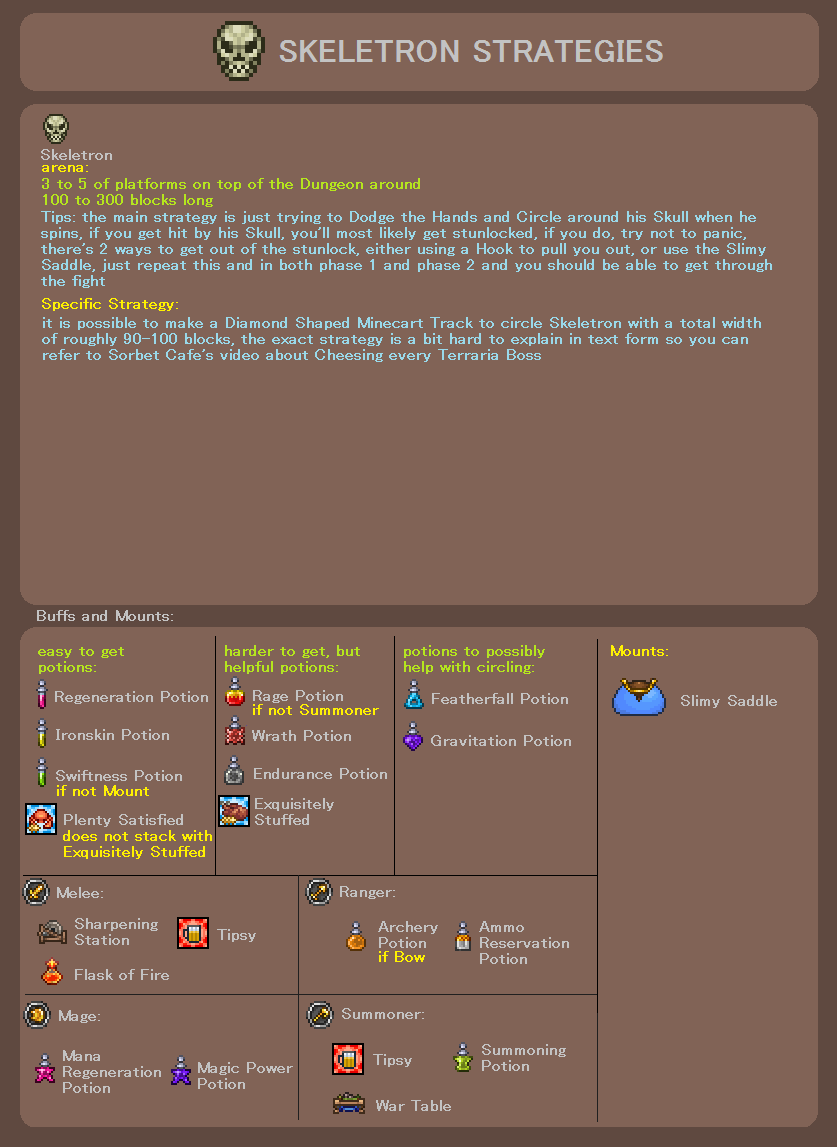 SKELETRON STRATEGIES
Skeletron
arena:
3 to 5 of platforms on top of the Dungeon around
100 to 300 blocks long
Tips: the main strategy is just trying to Dodge the Hands and Circle around his Skull when he
spins, if you get hit by his Skull, you'll most likely get stunlocked, if you do, try not to panic,
there's 2 ways to get out of the stunlock, either using a Hook to pull you out, or use the Slimy
Saddle, just repeat this and in both phase 1 and phase 2 and you should be able to get through
the fight
Specific Strategy:
it is possible to make a Diamond Shaped Minecart Track to circle Skeletron with a total width
of roughly 90-100 blocks, the exact strategy is a bit hard to explain in text form so you can
refer to Sorbet Cafe's video about Cheesing every Terraria Boss
Buffs and Mounts:
easy to get
potions:
Regeneration Potion
Ironskin Potion
Swiftness Potion
if not Mount
Plenty Satisfied
does not stack with
Exquisitely Stuffed
harder to get, but
helpful potions:
Rage Potion
if not Summoner
Wrath Potion
Endurance Potion
Exquisitely
Stuffed
potions to possibly
help with circling:
Featherfall Potion
Gravitation Potion
Mounts:
Slimy Saddle
Melee:
Sharpening
Station
Tipsy
Flask of Fire
Ranger:
Archery
Potion
if Bow
Ammo
Reservation
Potion
Mage:
Mana
Regeneration
Potion
Magic Power
Potion
Summoner:
Tipsy
Summoning
Potion
War Table